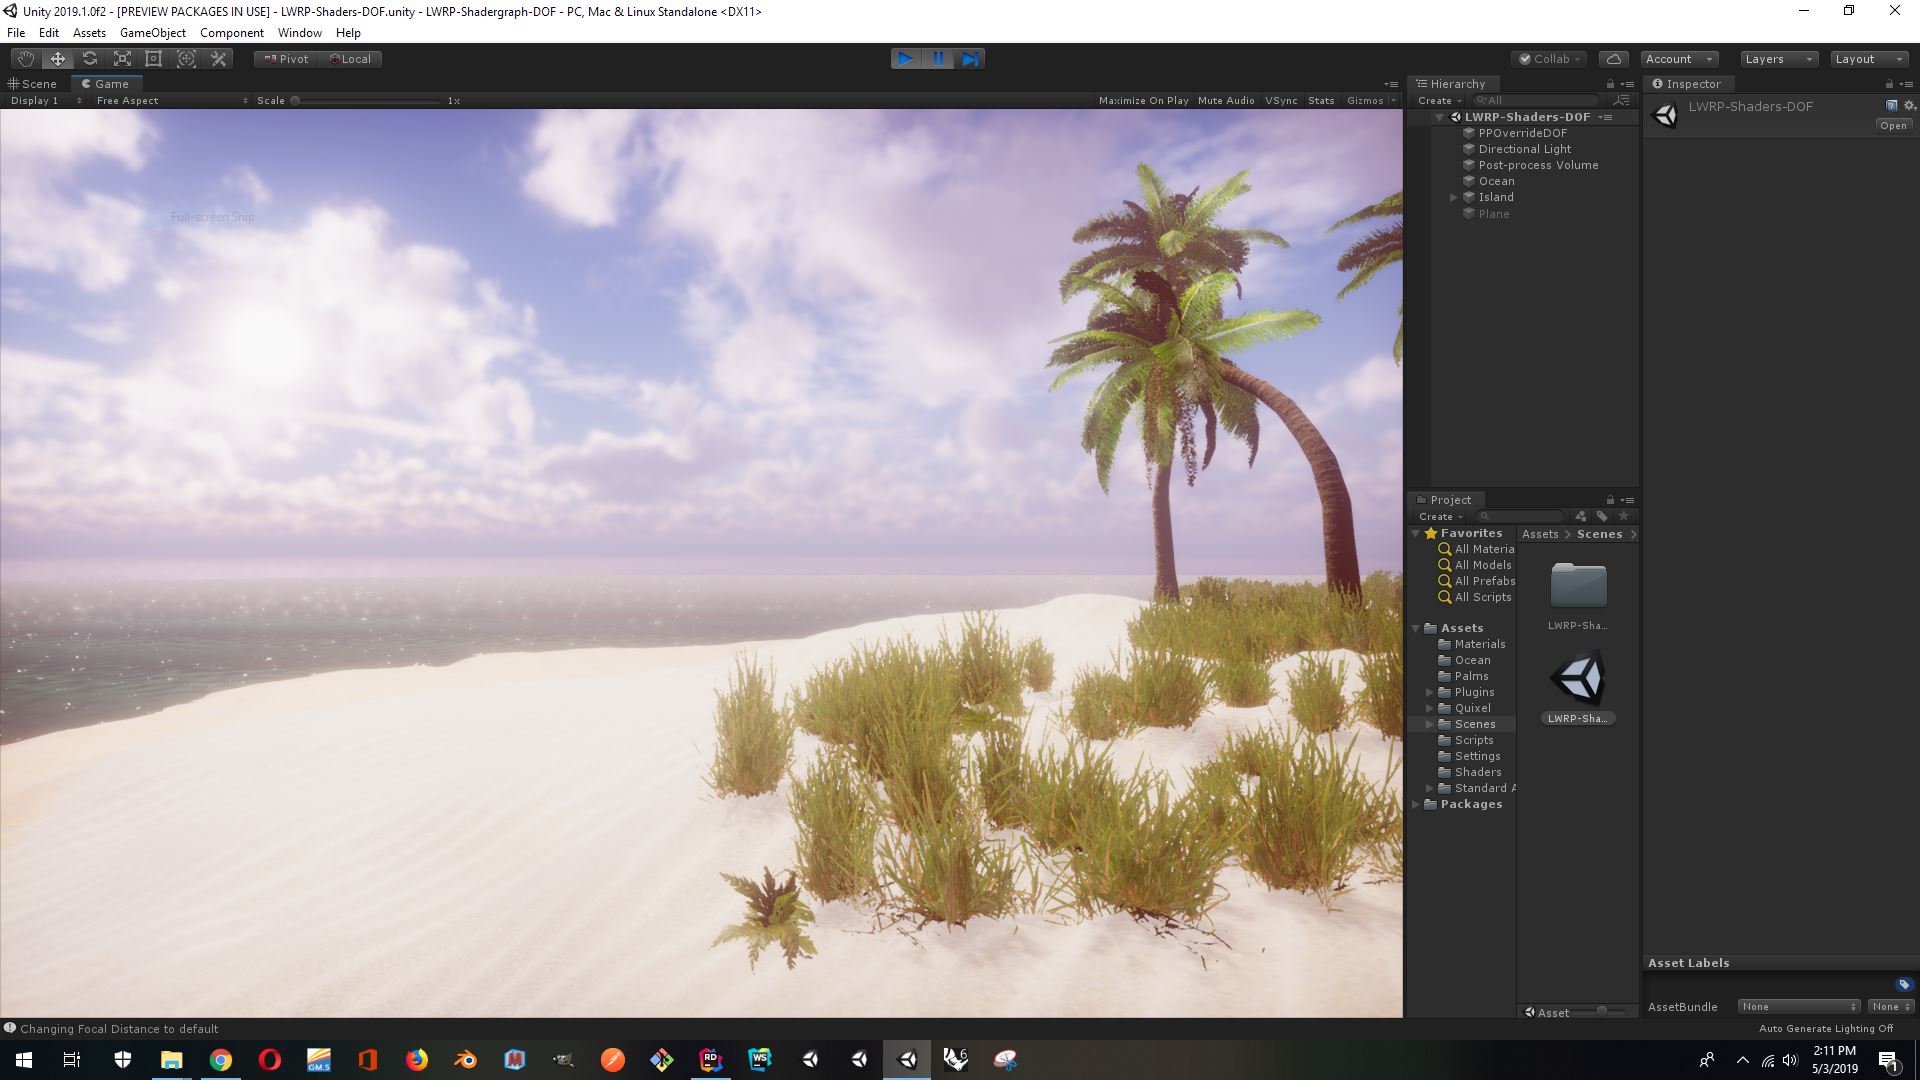 Unity 2019.1.0f2 - [PREVIEW PACKAGES IN USE] - LWRP-Shaders-DOF.unity - LWRP-Shadergraph-DOF - PC, Mac & Linux Standalone <DX11>
File Edit Assets GameObject Component Window Help
Pivot Local Collab Account Layers Layout
Scene Game
Display 1 Free Aspect Scale 1x Maximize On Play Mute Audio VSync Stats Gizmos
Full-screen Snip
Hierarchy
Create All
LWRP-Shaders-DOF
PPOverrideDOF
Directional Light
Post-process Volume
Ocean
Island
Plane
Project
Create
Favorites
All Materia
All Models
All Prefabs
All Scripts
Assets
Materials
Ocean
Palms
Plugins
Quixel
Scenes
Scripts
Settings
Shaders
Standard A
Packages
Assets > Scenes >
LWRP-Sha...
LWRP-Sha...
Asset
Inspector
LWRP-Shaders-DOF
Open
Asset Labels
AssetBundle None None
Changing Focal Distance to default
Auto Generate Lighting Off
GM.5
RD
WS
6
2:11 PM
5/3/2019
1